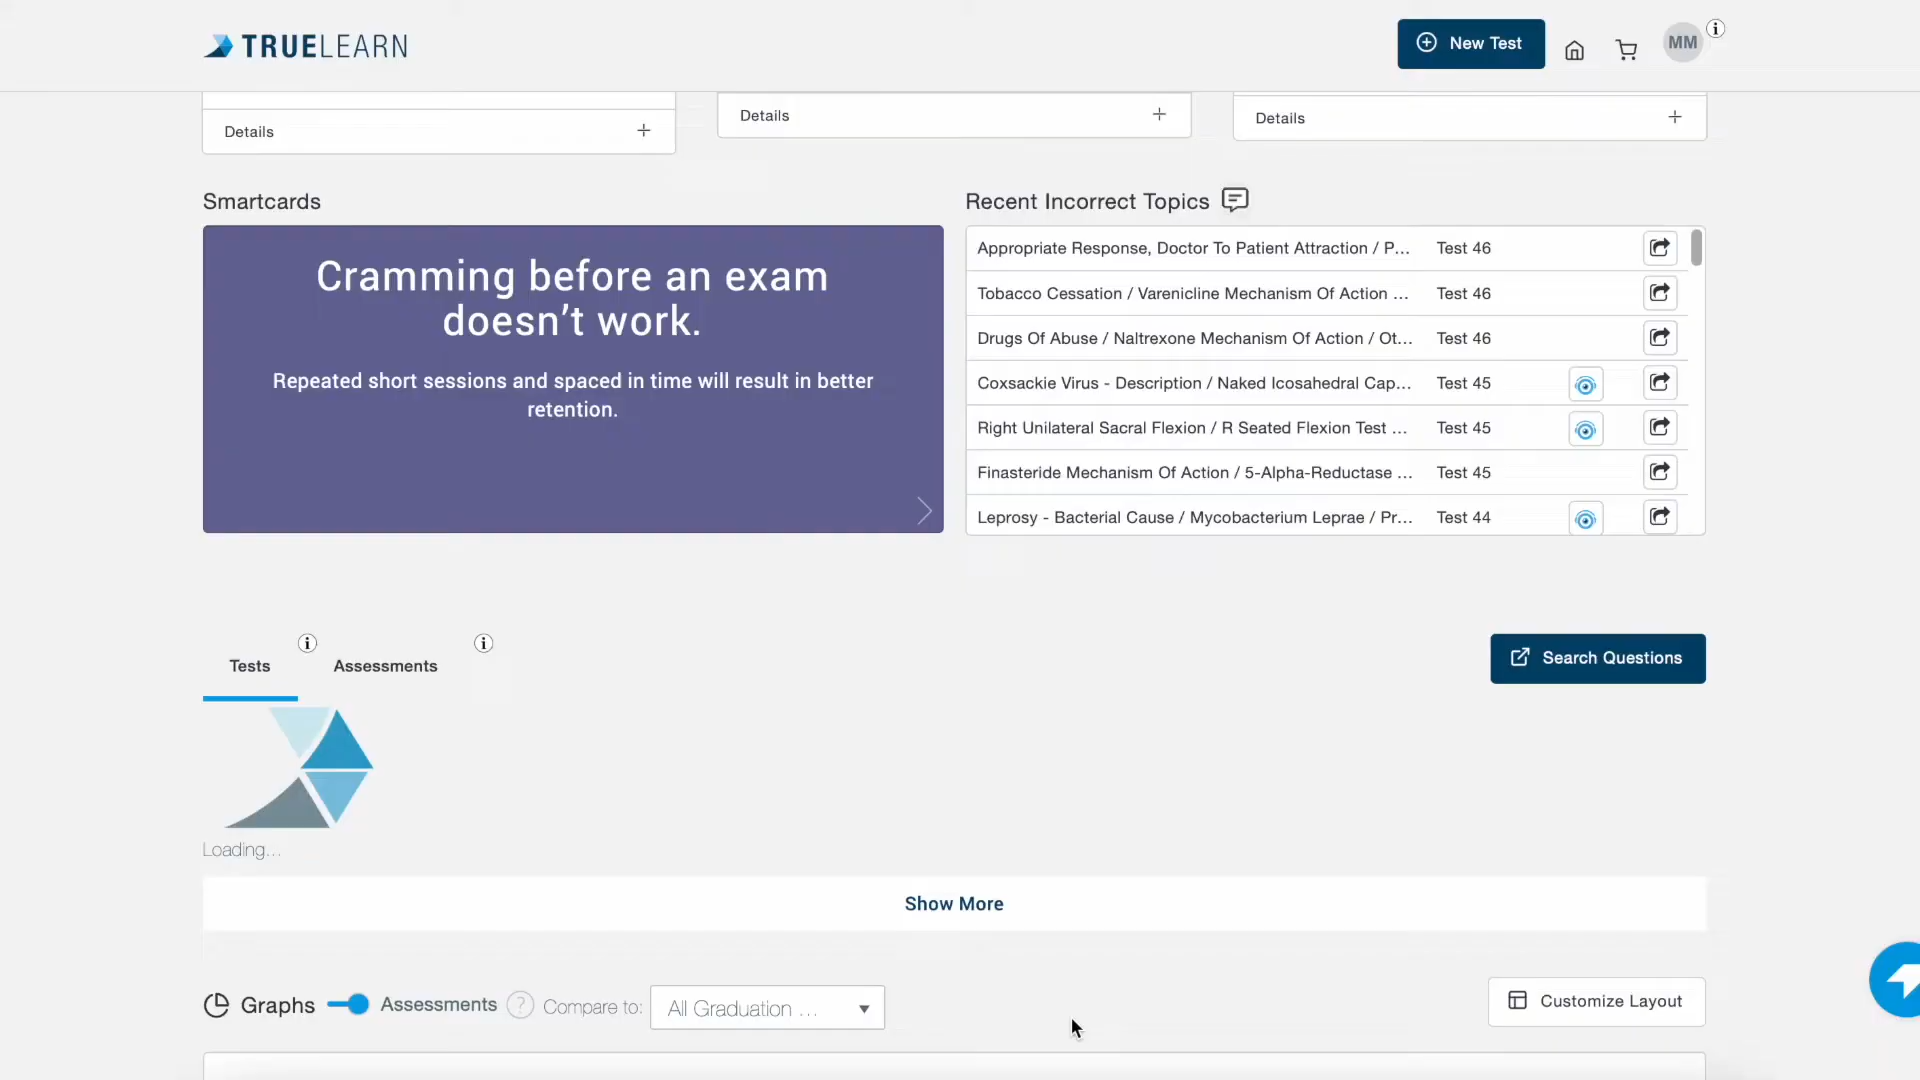 TRUELEARN
New Test
MM
Details
Details
Details
Smartcards
Cramming before an exam
doesn't work.
Repeated short sessions and spaced in time will result in better
retention.
Recent Incorrect Topics
Appropriate Response, Doctor To Patient Attraction / P... Test 46
Tobacco Cessation / Varenicline Mechanism Of Action ... Test 46
Drugs Of Abuse / Naltrexone Mechanism Of Action / Ot... Test 46
Coxsackie Virus - Description / Naked Icosahedral Cap... Test 45
Right Unilateral Sacral Flexion / R Seated Flexion Test ... Test 45
Finasteride Mechanism Of Action / 5-Alpha-Reductase ... Test 45
Leprosy - Bacterial Cause / Mycobacterium Leprae / Pr... Test 44
Tests
Assessments
Search Questions
Loading...
Show More
Graphs
Assessments
Compare to:
All Graduation ...
Customize Layout